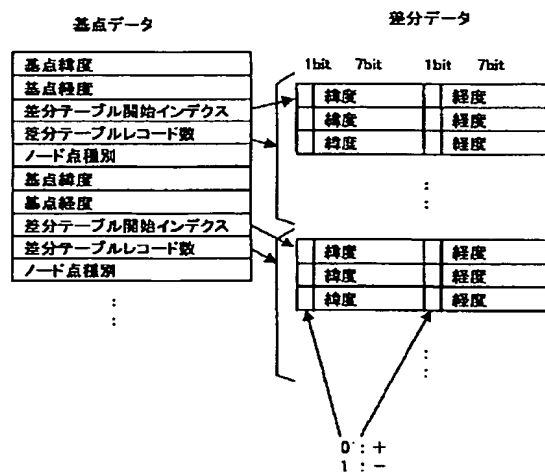 基点データ
差分データ
基点緯度
基点経度
差分テーブル開始インデクス
差分テーブルレコード数
ノード点種別
基点緯度
基点経度
差分テーブル開始インデクス
差分テーブルレコード数
ノード点種別
:
:
1bit 7bit 1bit 7bit
緯度 経度
緯度 経度
緯度 経度
: :
: :
緯度 経度
緯度 経度
緯度 経度
: :
: :
0 : +
1 : −